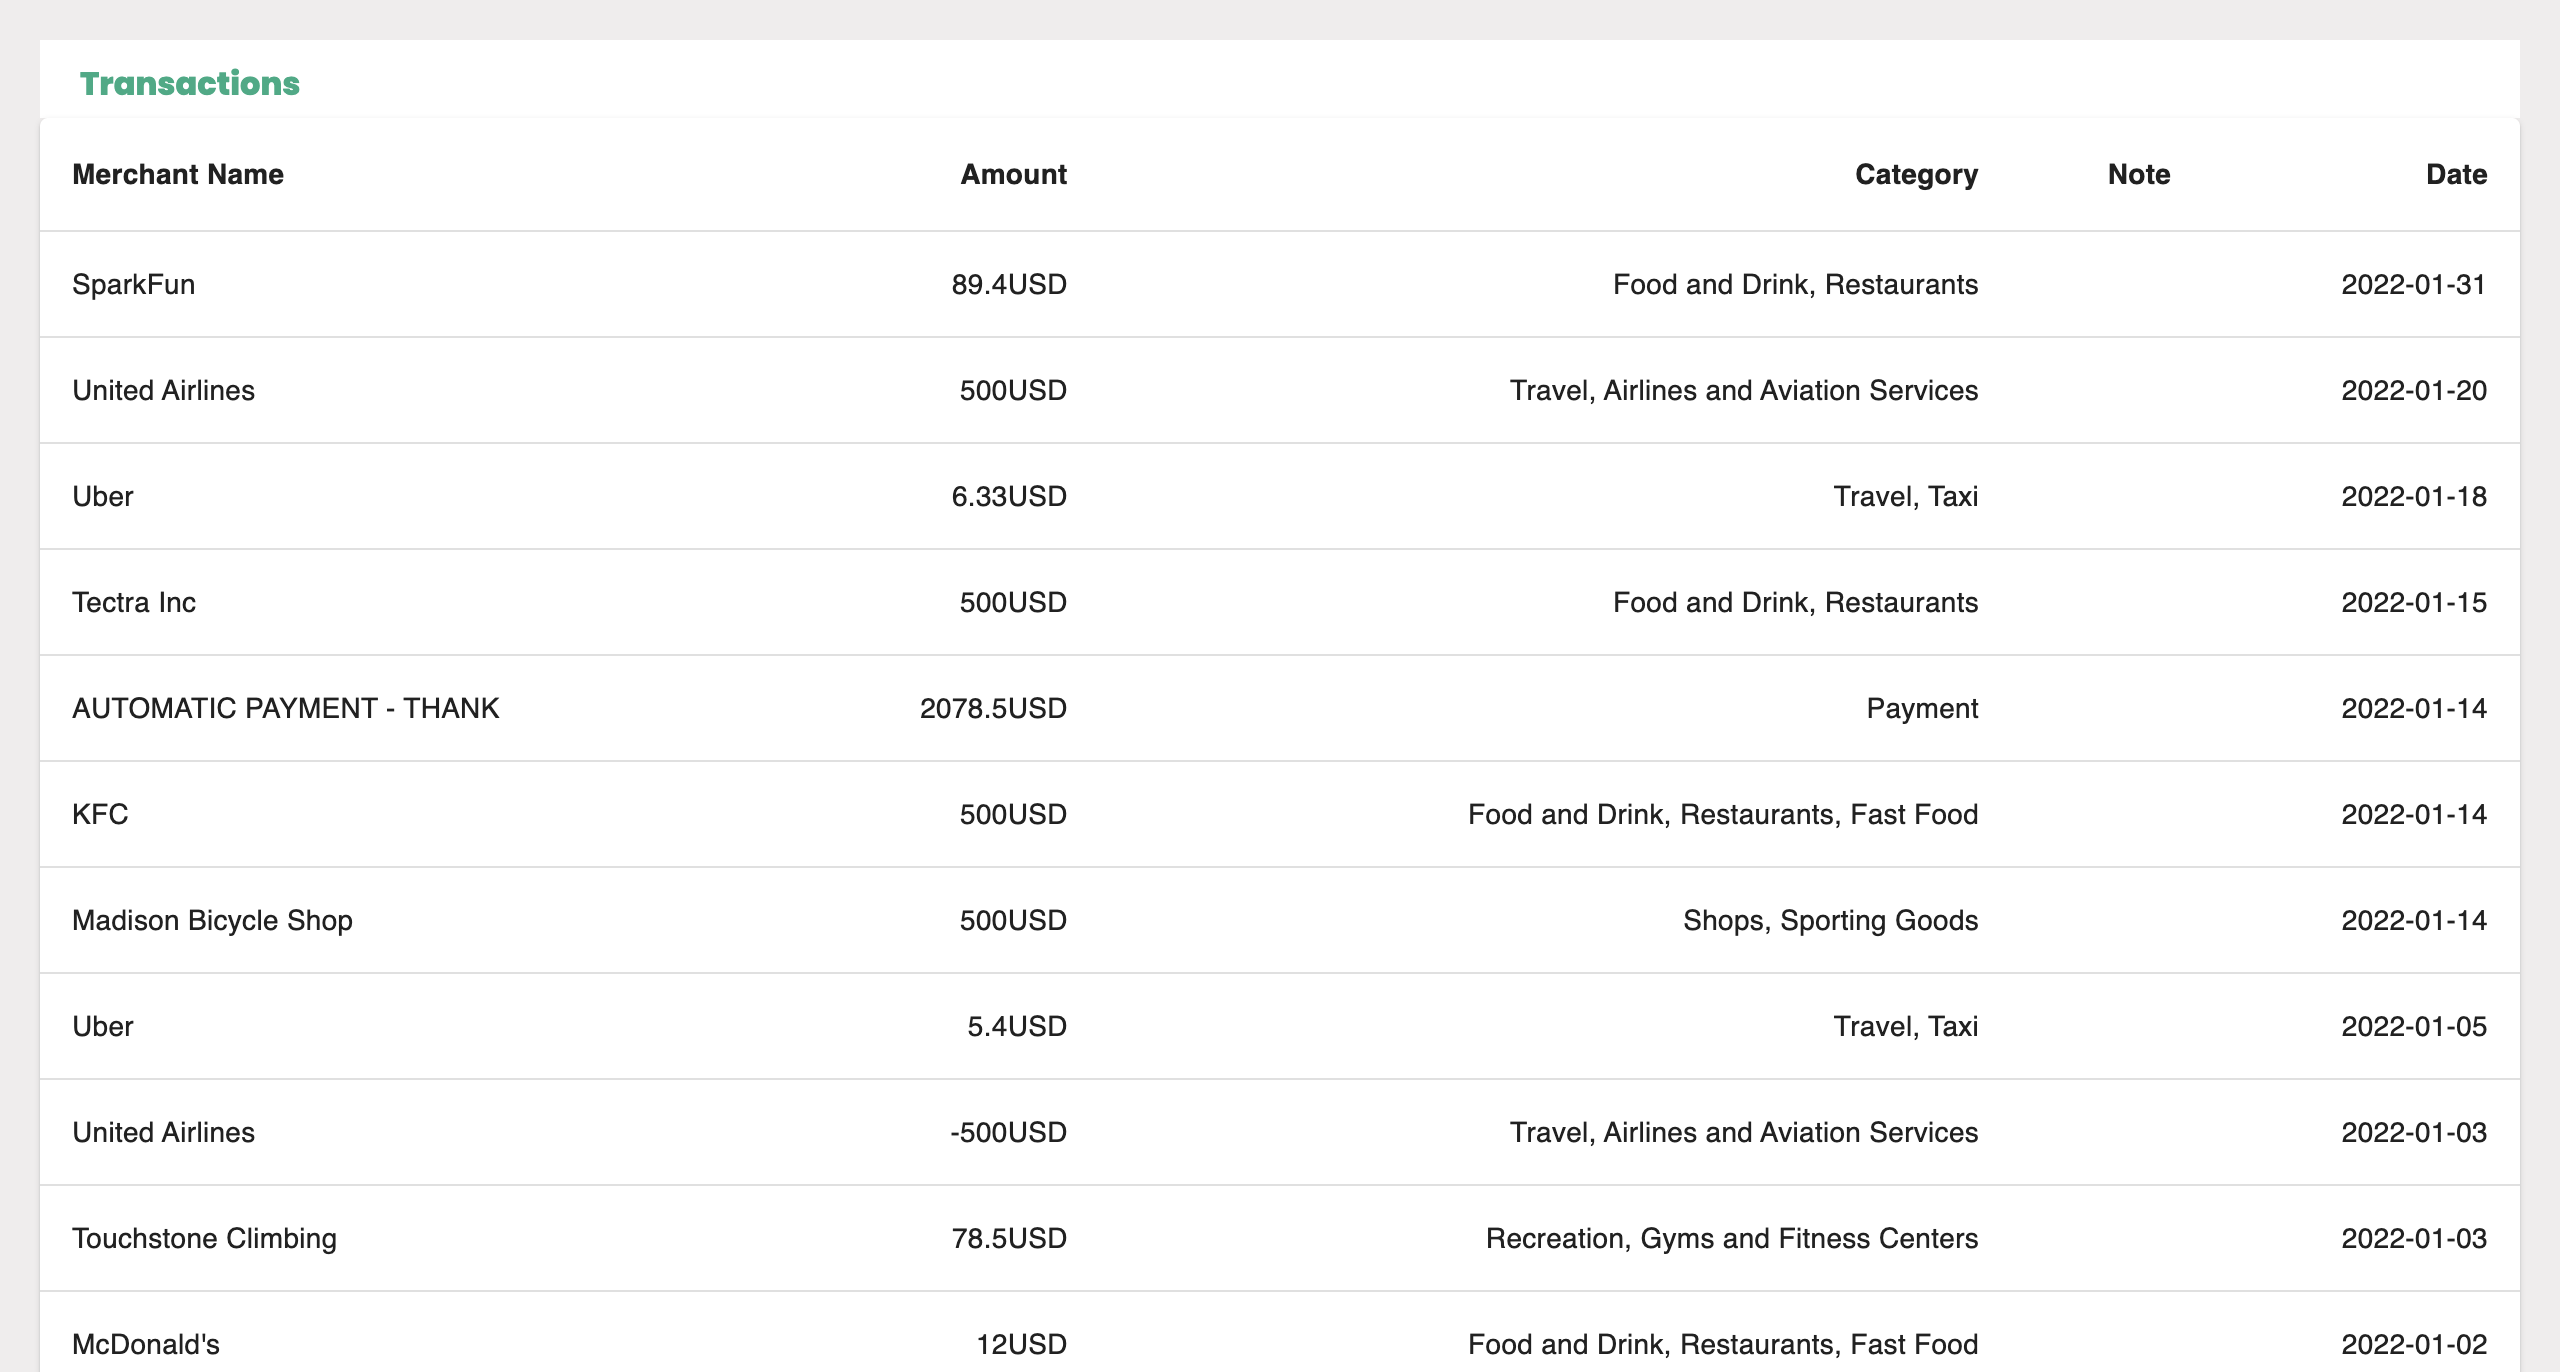 Transactions
Merchant Name Amount Category Note Date
SparkFun 89.4USD Food and Drink, Restaurants 2022-01-31
United Airlines 500USD Travel, Airlines and Aviation Services 2022-01-20
Uber 6.33USD Travel, Taxi 2022-01-18
Tectra Inc 500USD Food and Drink, Restaurants 2022-01-15
AUTOMATIC PAYMENT - THANK 2078.5USD Payment 2022-01-14
KFC 500USD Food and Drink, Restaurants, Fast Food 2022-01-14
Madison Bicycle Shop 500USD Shops, Sporting Goods 2022-01-14
Uber 5.4USD Travel, Taxi 2022-01-05
United Airlines -500USD Travel, Airlines and Aviation Services 2022-01-03
Touchstone Climbing 78.5USD Recreation, Gyms and Fitness Centers 2022-01-03
McDonald's 12USD Food and Drink, Restaurants, Fast Food 2022-01-02